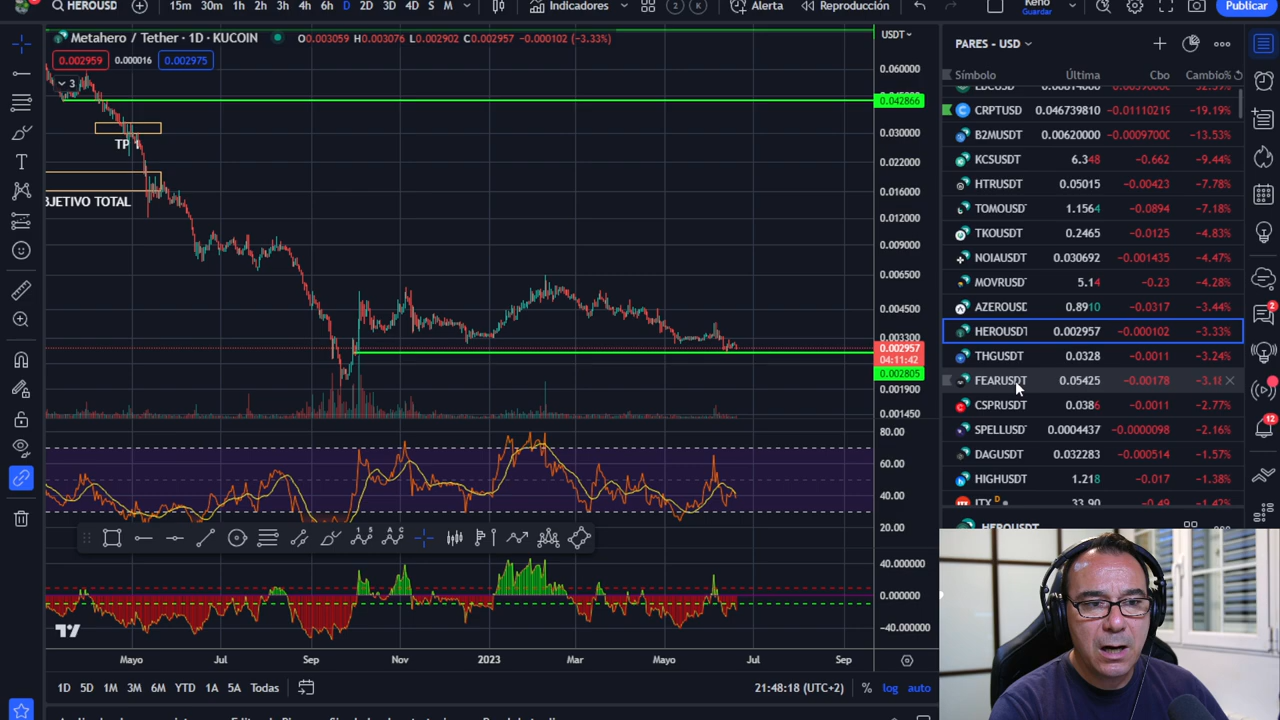 HEROUSD
15m 30m 1h 2h 3h 4h 6h D 2D 3D 4D S M
Indicadores
Alerta
Reproducción
Keno
Guardar
Publicar
Metahero / Tether · 1D · KUCOIN
O0.003059 H0.003076 L0.002902 C0.002957 −0.000102 (−3.33%)
USDT
0.002959
0.000016
0.002975
3
TP 1
BJETIVO TOTAL
0.060000
0.042866
0.030000
0.022000
0.016000
0.012000
0.009000
0.006500
0.004500
0.003300
0.002957
04:11:42
0.002805
0.001900
0.001450
80.00
60.00
40.00
20.00
40.000000
0.000000
−40.000000
Mayo Jul Sep Nov 2023 Mar Mayo Jul Sep
1D 5D 1M 3M 6M YTD 1A 5A Todas
21:48:18 (UTC+2) % log auto
PARES - USD
Símbolo Última Cbo Cambio%
CRPTUSD 0.046739810 −0.0111021 −19.19%
B2MUSDT 0.00620000 −0.0009700 −13.53%
KCSUSDT 6.348 −0.662 −9.44%
HTRUSDT 0.05015 −0.00423 −7.78%
TOMOUSD 1.1564 −0.0894 −7.18%
TKOUSDT 0.2465 −0.0125 −4.83%
NOIAUSDT 0.030692 −0.001435 −4.47%
MOVRUSD 5.14 −0.23 −4.28%
AZEROUSD 0.8910 −0.0317 −3.44%
HEROUSDT 0.002957 −0.000102 −3.33%
THGUSDT 0.0328 −0.0011 −3.24%
FEARUSDT 0.05425 −0.00178 −3.18
CSPRUSDT 0.0386 −0.0011 −2.77%
SPELLUSD 0.0004437 −0.0000098 −2.16%
DAGUSDT 0.032283 −0.000514 −1.57%
HIGHUSDT 1.218 −0.017 −1.38%
ITX D 33.90 −0.49 −1.42%
HEROUSDT
2
12